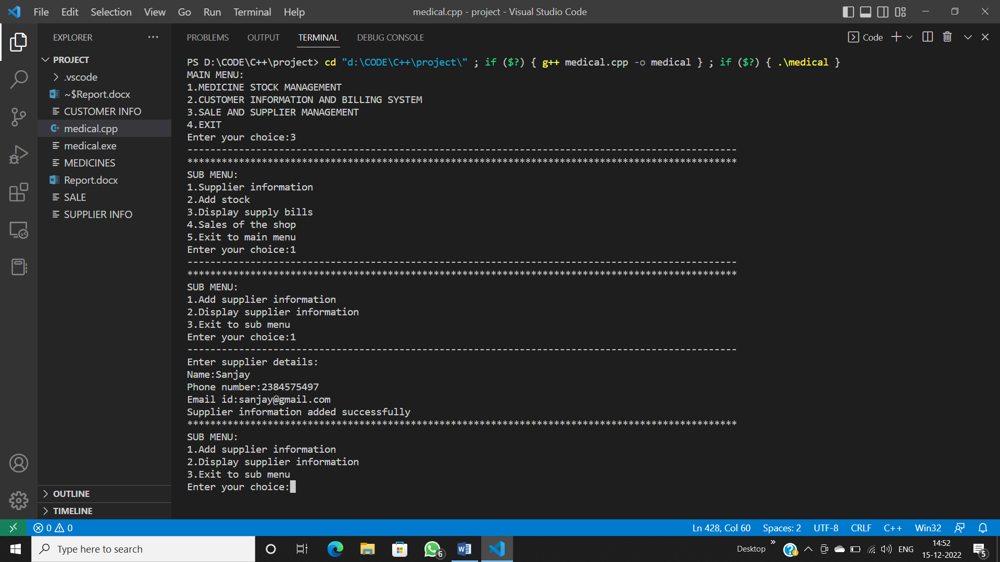 File Edit Selection View Go Run Terminal Help medical.cpp - project - Visual Studio Code
EXPLORER
PROJECT
.vscode
~$Report.docx
CUSTOMER INFO
medical.cpp
medical.exe
MEDICINES
Report.docx
SALE
SUPPLIER INFO
OUTLINE
TIMELINE
PROBLEMS OUTPUT TERMINAL DEBUG CONSOLE Code
PS D:\CODE\C++\project> cd "d:\CODE\C++\project\" ; if ($?) { g++ medical.cpp -o medical } ; if ($?) { .\medical }
MAIN MENU:
1.MEDICINE STOCK MANAGEMENT
2.CUSTOMER INFORMATION AND BILLING SYSTEM
3.SALE AND SUPPLIER MANAGEMENT
4.EXIT
Enter your choice:3
------------------------------------------------------------------------------------------------
************************************************************************************************
SUB MENU:
1.Supplier information
2.Add stock
3.Display supply bills
4.Sales of the shop
5.Exit to main menu
Enter your choice:1
------------------------------------------------------------------------------------------------
************************************************************************************************
SUB MENU:
1.Add supplier information
2.Display supplier information
3.Exit to sub menu
Enter your choice:1
------------------------------------------------------------------------------------------------
Enter supplier details:
Name:Sanjay
Phone number:2384575497
Email id:sanjay@gmail.com
Supplier information added successfully
************************************************************************************************
SUB MENU:
1.Add supplier information
2.Display supplier information
3.Exit to sub menu
Enter your choice:
0 0 Ln 428, Col 60 Spaces: 2 UTF-8 CRLF C++ Win32
Type here to search 6 Desktop » ENG 14:52
15-12-2022 5